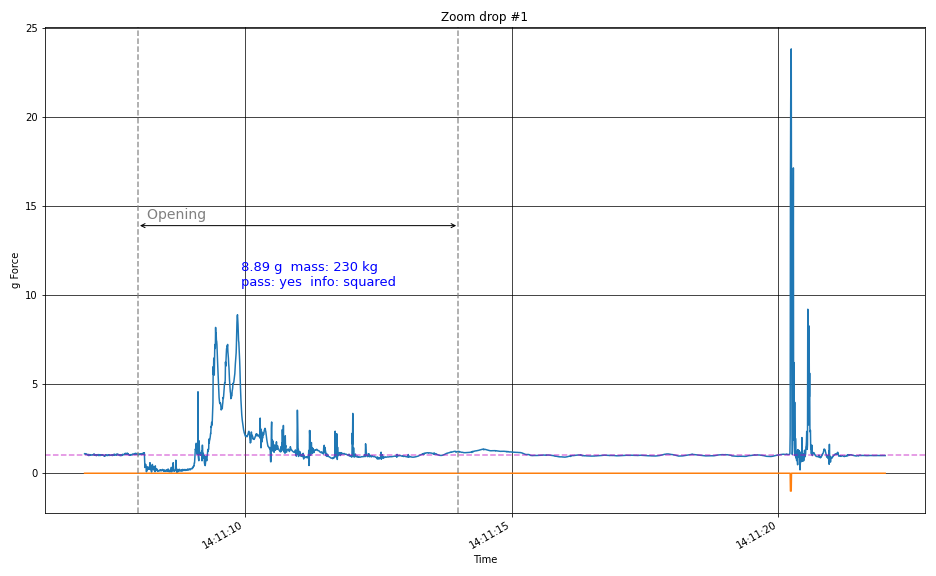 Zoom drop #1
25
20
15
10
5
0
g Force
Opening
8.89 g  mass: 230 kg
pass: yes  info: squared
14:11:10
14:11:15
14:11:20
Time